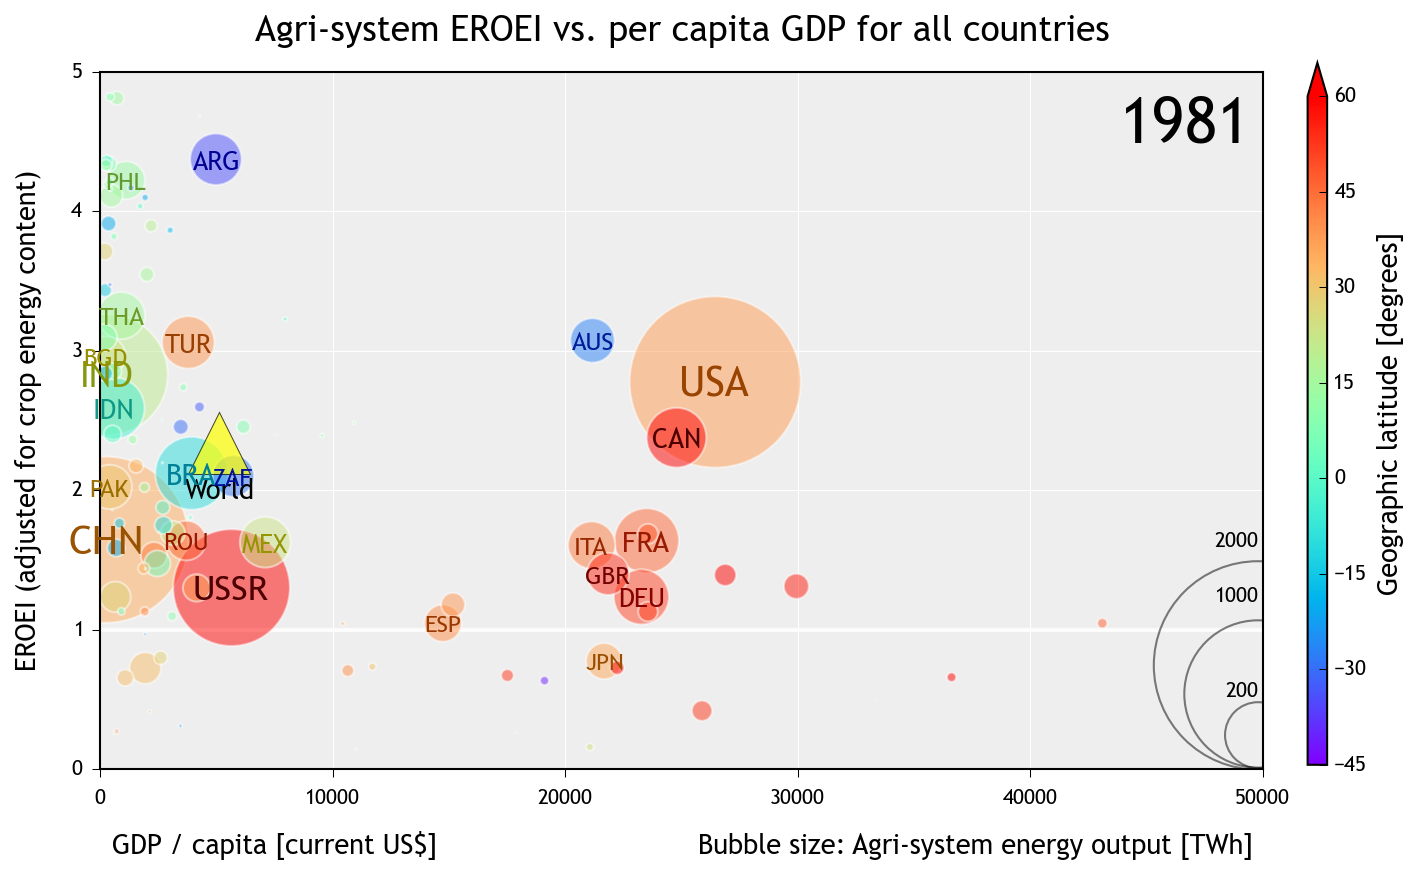 Agri-system EROEI vs. per capita GDP for all countries
1981
EROEI (adjusted for crop energy content)
5
4
3
2
1
0
ARG
PHL
THA
TUR
BGD
IND
IDN
AUS
USA
CAN
BRA
ZAF
World
PAK
CHN
ROU
MEX
USSR
ITA
FRA
GBR
DEU
ESP
JPN
2000
1000
200
0
10000
20000
30000
40000
50000
GDP / capita [current US$]
Bubble size: Agri-system energy output [TWh]
60
45
30
15
0
−15
−30
−45
Geographic latitude [degrees]